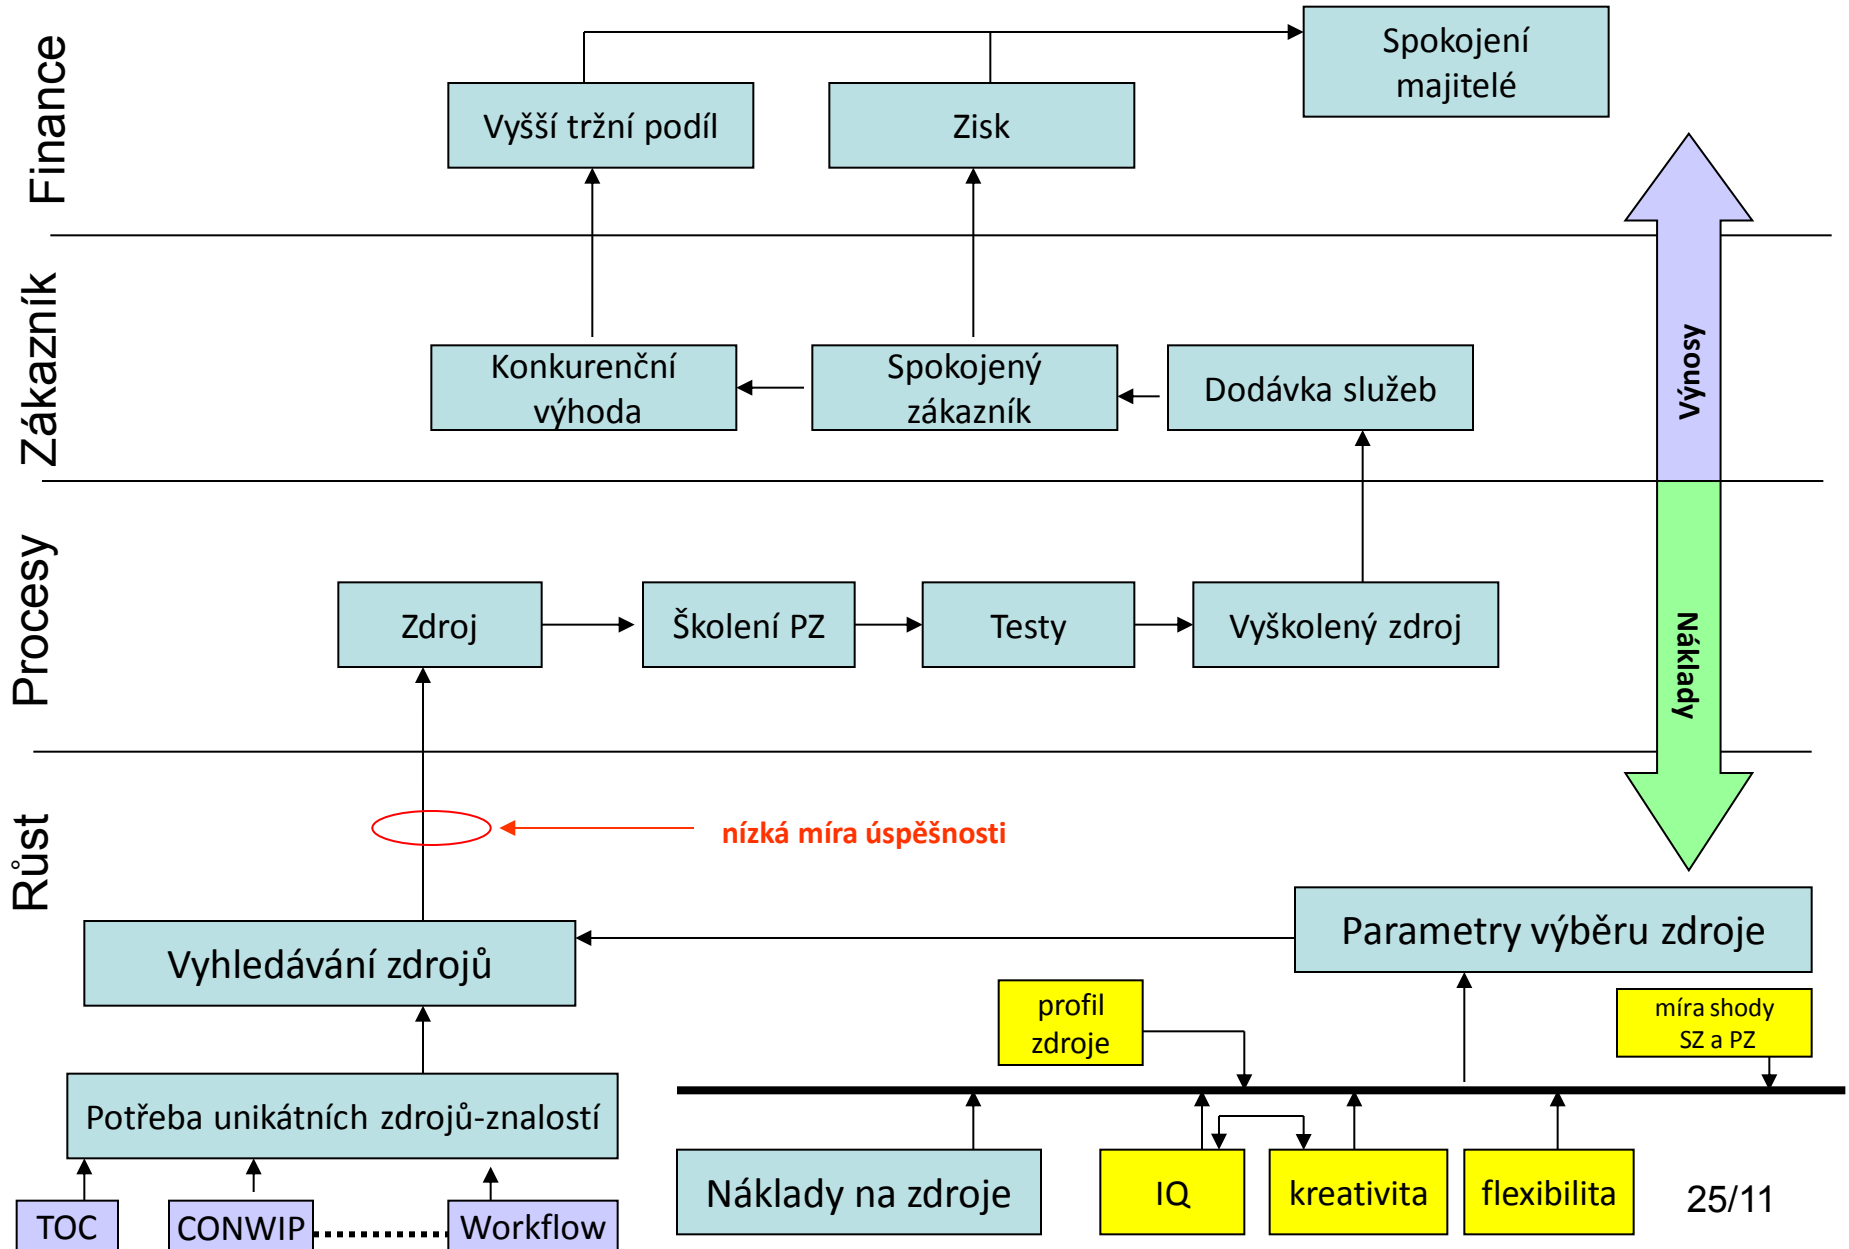 Finance
Spokojení
majitelé
Vyšší tržní podíl
Zisk
Zákazník
Konkurenční
výhoda
Spokojený
zákazník
Dodávka služeb
Výnosy
Procesy
Zdroj
Školení PZ
Testy
Vyškolený zdroj
Náklady
Růst
nízká míra úspěšnosti
Vyhledávání zdrojů
Parametry výběru zdroje
profil
zdroje
míra shody
SZ a PZ
Potřeba unikátních zdrojů-znalostí
Náklady na zdroje
IQ
kreativita
flexibilita
25/11
TOC
CONWIP
Workflow